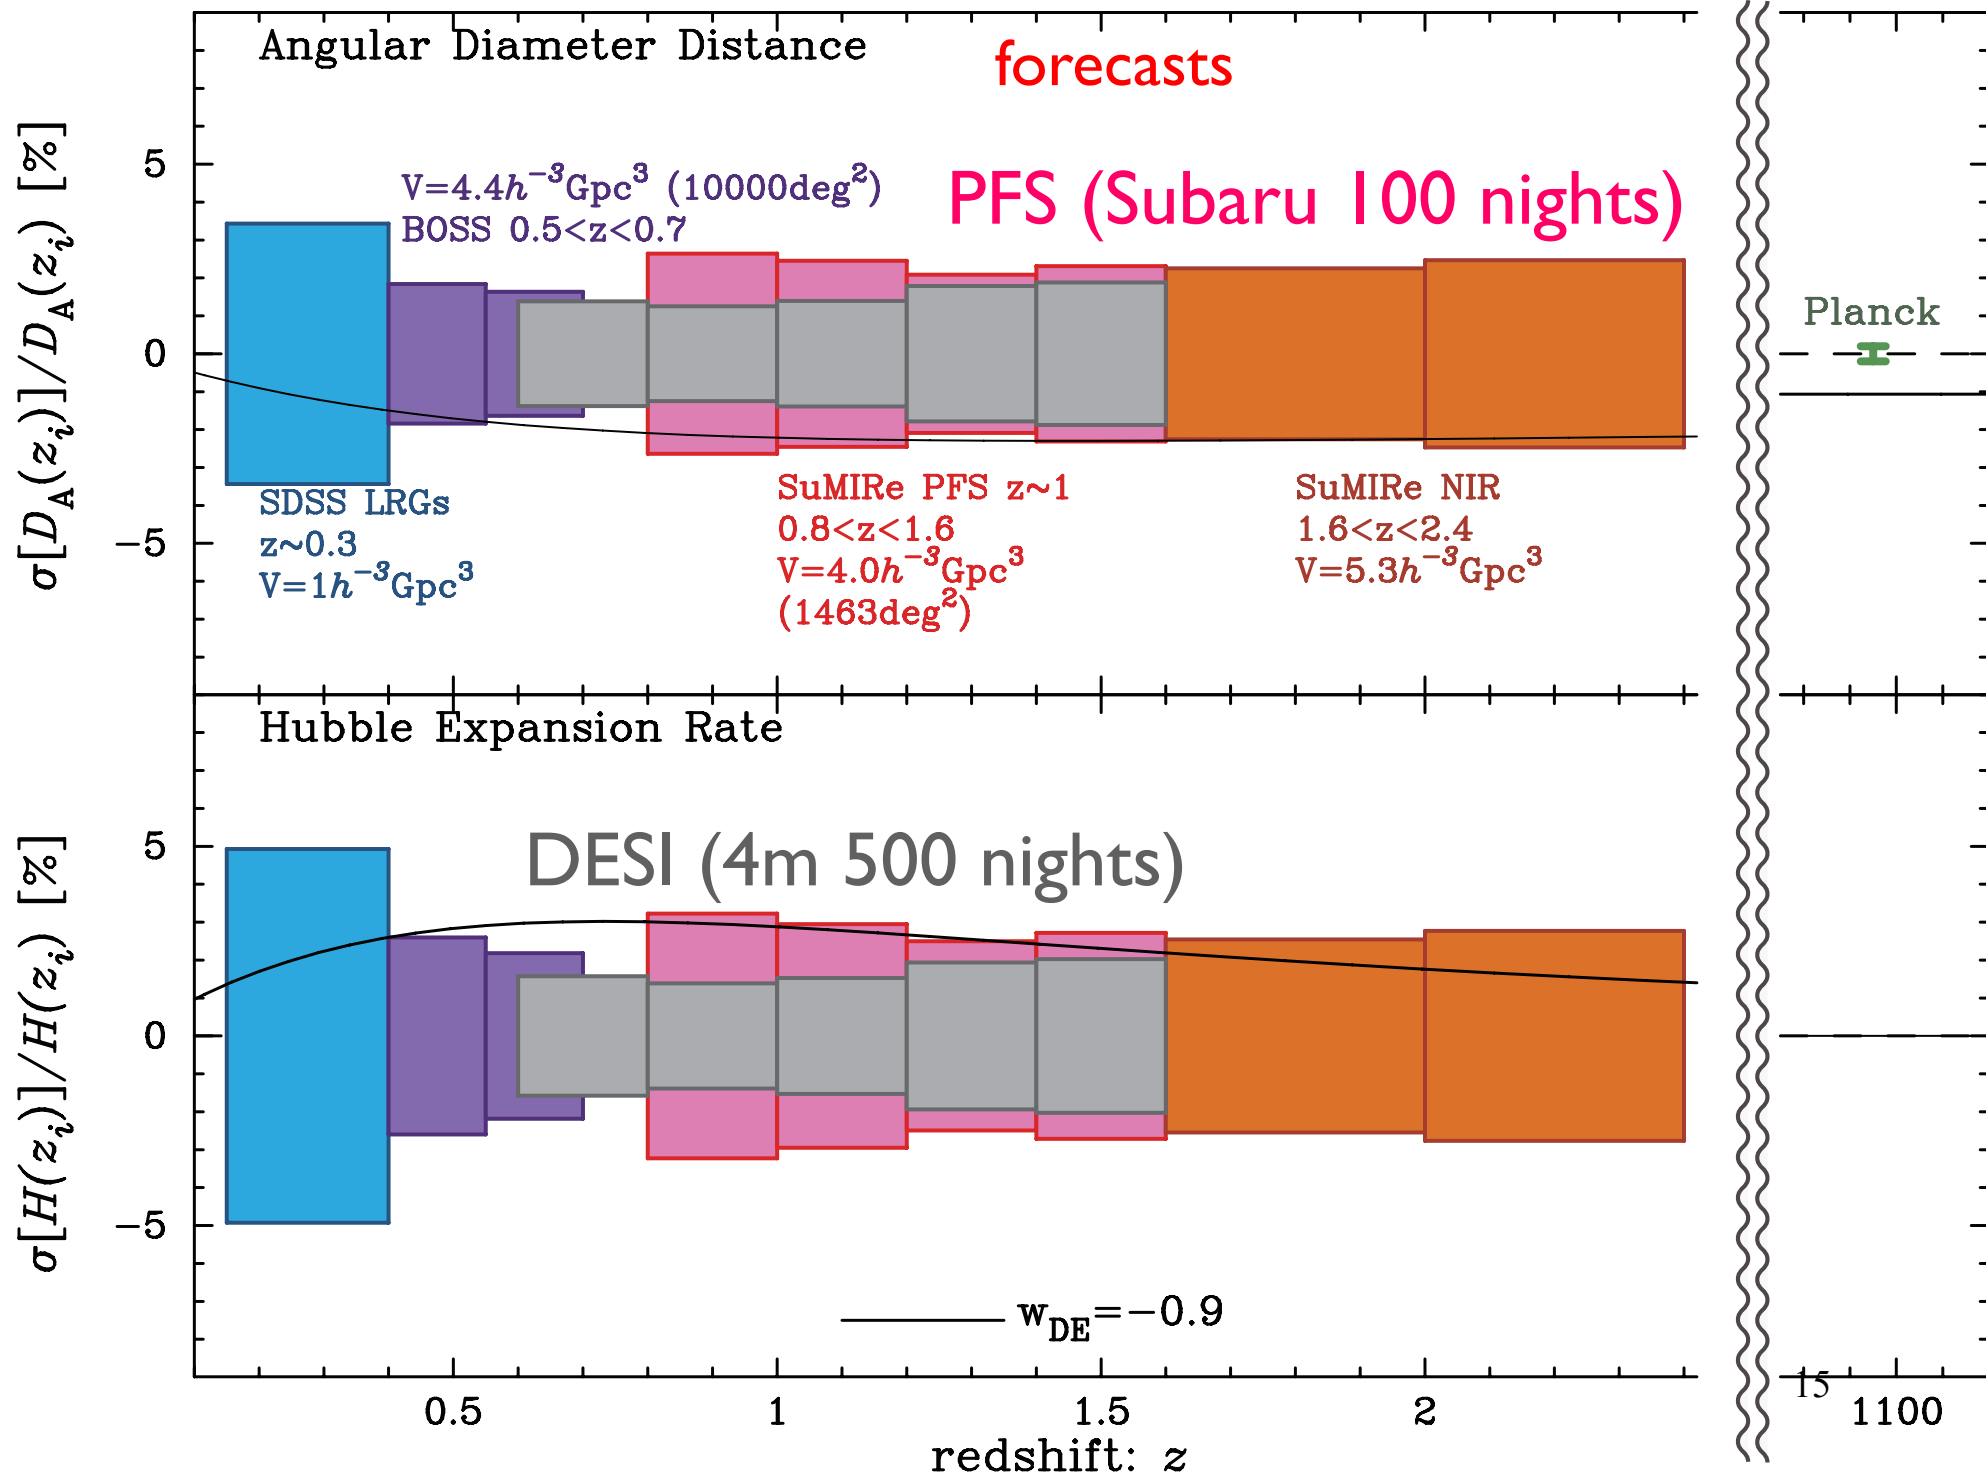 Angular Diameter Distance
forecasts
σ[D_A(z_i)]/D_A(z_i) [%]
5
0
−5
V=4.4h⁻³Gpc³ (10000deg²)
BOSS 0.5<z<0.7
PFS (Subaru 100 nights)
Planck
SDSS LRGs
z~0.3
V=1h⁻³Gpc³
SuMIRe PFS z~1
0.8<z<1.6
V=4.0h⁻³Gpc³
(1463deg²)
SuMIRe NIR
1.6<z<2.4
V=5.3h⁻³Gpc³
Hubble Expansion Rate
σ[H(z_i)]/H(z_i) [%]
5
0
−5
DESI (4m 500 nights)
w_DE=−0.9
15
0.5 1 1.5 2 1100
redshift: z